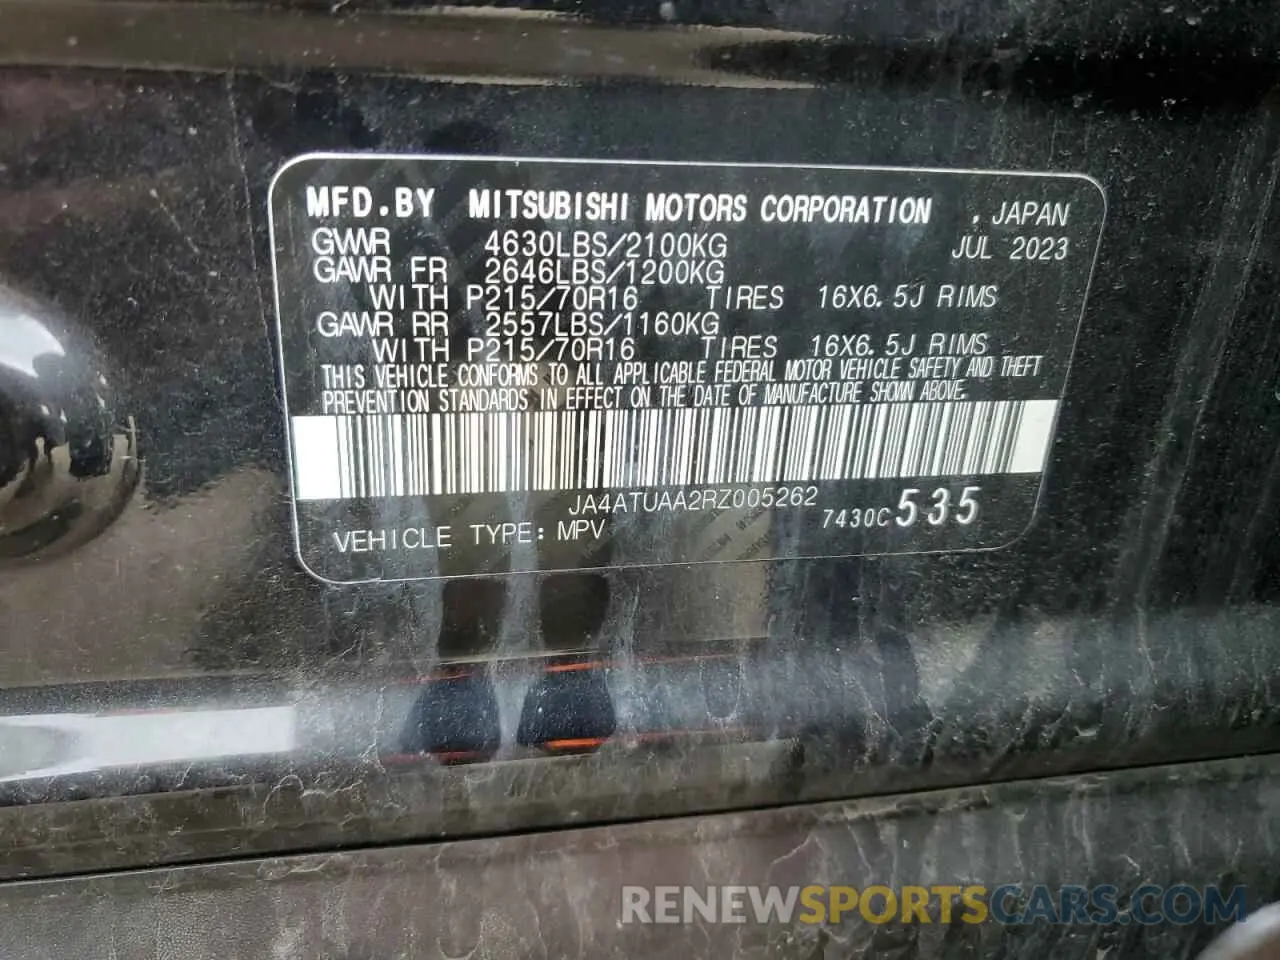 MFD.BY MITSUBISHI MOTORS CORPORATION , JAPAN
GVWR 4630LBS/2100KG JUL 2023
GAWR FR 2646LBS/1200KG
WITH P215/70R16 TIRES 16X6.5J RIMS
GAWR RR 2557LBS/1160KG
WITH P215/70R16 TIRES 16X6.5J RIMS
THIS VEHICLE CONFORMS TO ALL APPLICABLE FEDERAL MOTOR VEHICLE SAFETY AND THEFT
PREVENTION STANDARDS IN EFFECT ON THE DATE OF MANUFACTURE SHOWN ABOVE.
JA4ATUAA2RZ005262 7430C 535
VEHICLE TYPE: MPV
RENEWSPORTSCARS.COM